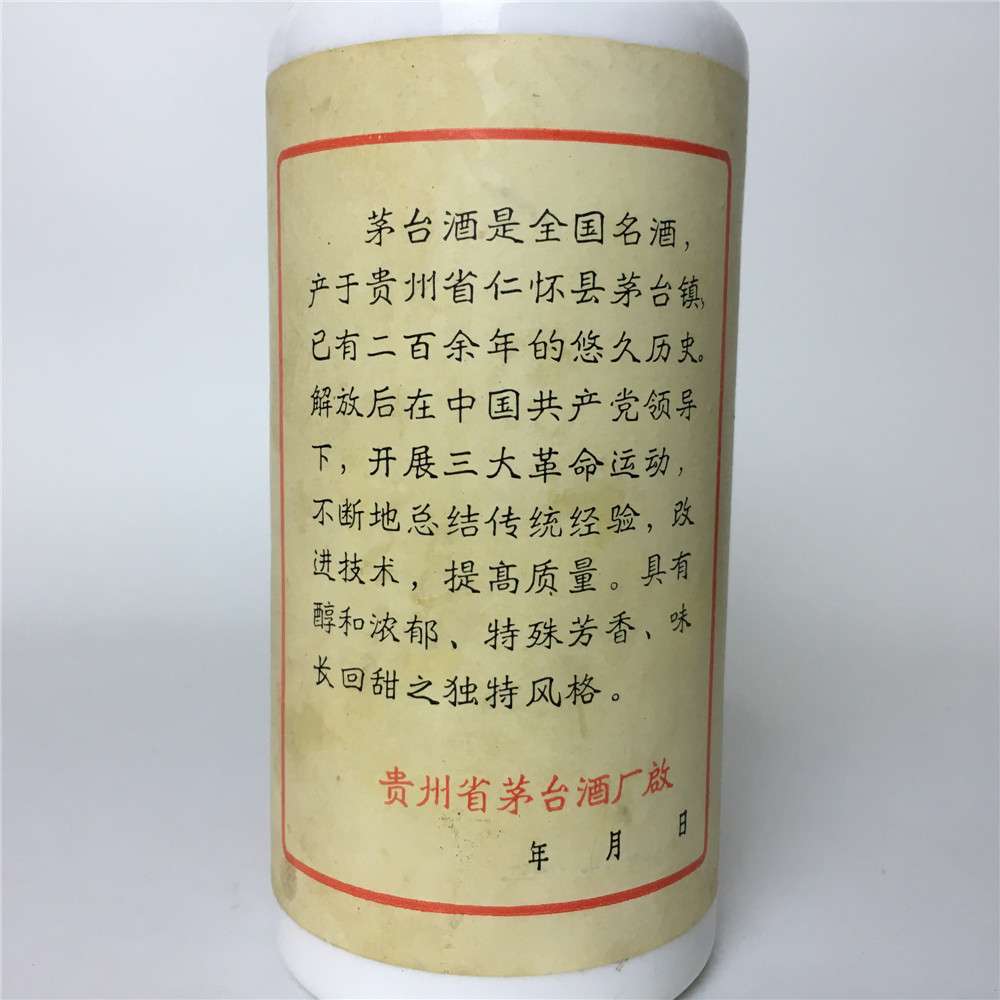 茅台酒是全国名酒，
产于贵州省仁怀县茅台镇，
已有二百余年的悠久历史。
解放后在中国共产党领导
下，开展三大革命运动，
不断地总结传统经验，改
进技术，提高质量。具有
醇和浓郁、特殊芳香、味
长回甜之独特风格。
贵州省茅台酒厂啟
年 月 日